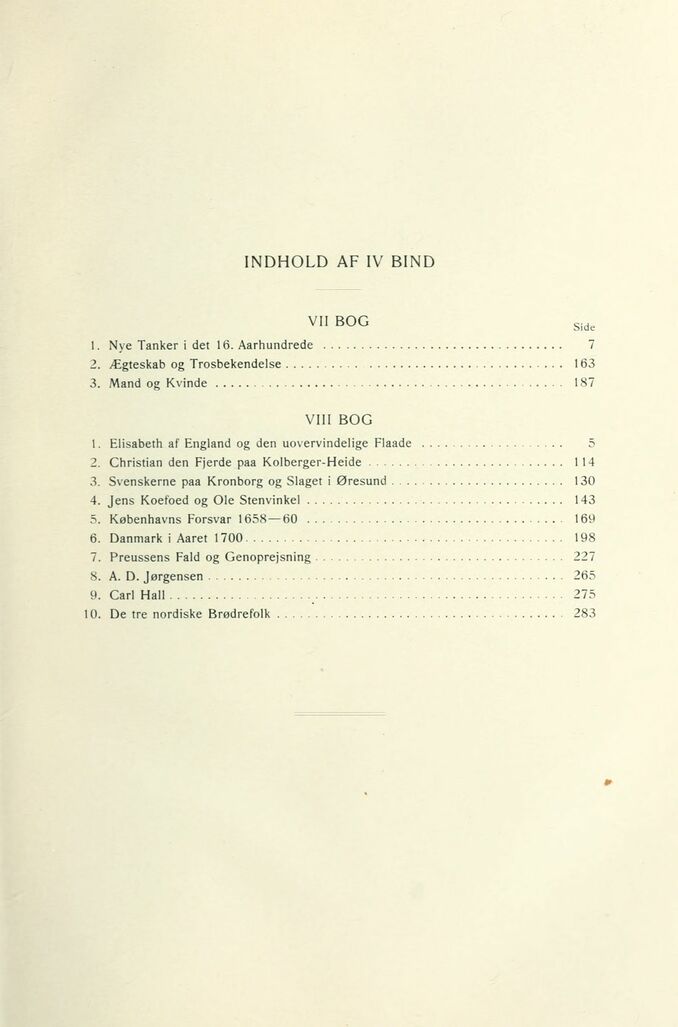 INDHOLD AF IV BIND
VII BOG
Side
1. Nye Tanker i det 16. Aarhundrede 7
2. Ægteskab og Trosbekendelse 163
3. Mand og Kvinde 187
VIII BOG
1. Elisabeth af England og den uovervindelige Flaade 5
2. Christian den Fjerde paa Kolberger-Heide 114
3. Svenskerne paa Kronborg og Slaget i Øresund 130
4. Jens Koefoed og Ole Stenvinkel 143
5. Københavns Forsvar 1658—60 169
6. Danmark i Aaret 1700 198
7. Preussens Fald og Genoprejsning 227
8. A. D. Jørgensen 265
9. Carl Hall 275
10. De tre nordiske Brødrefolk 283